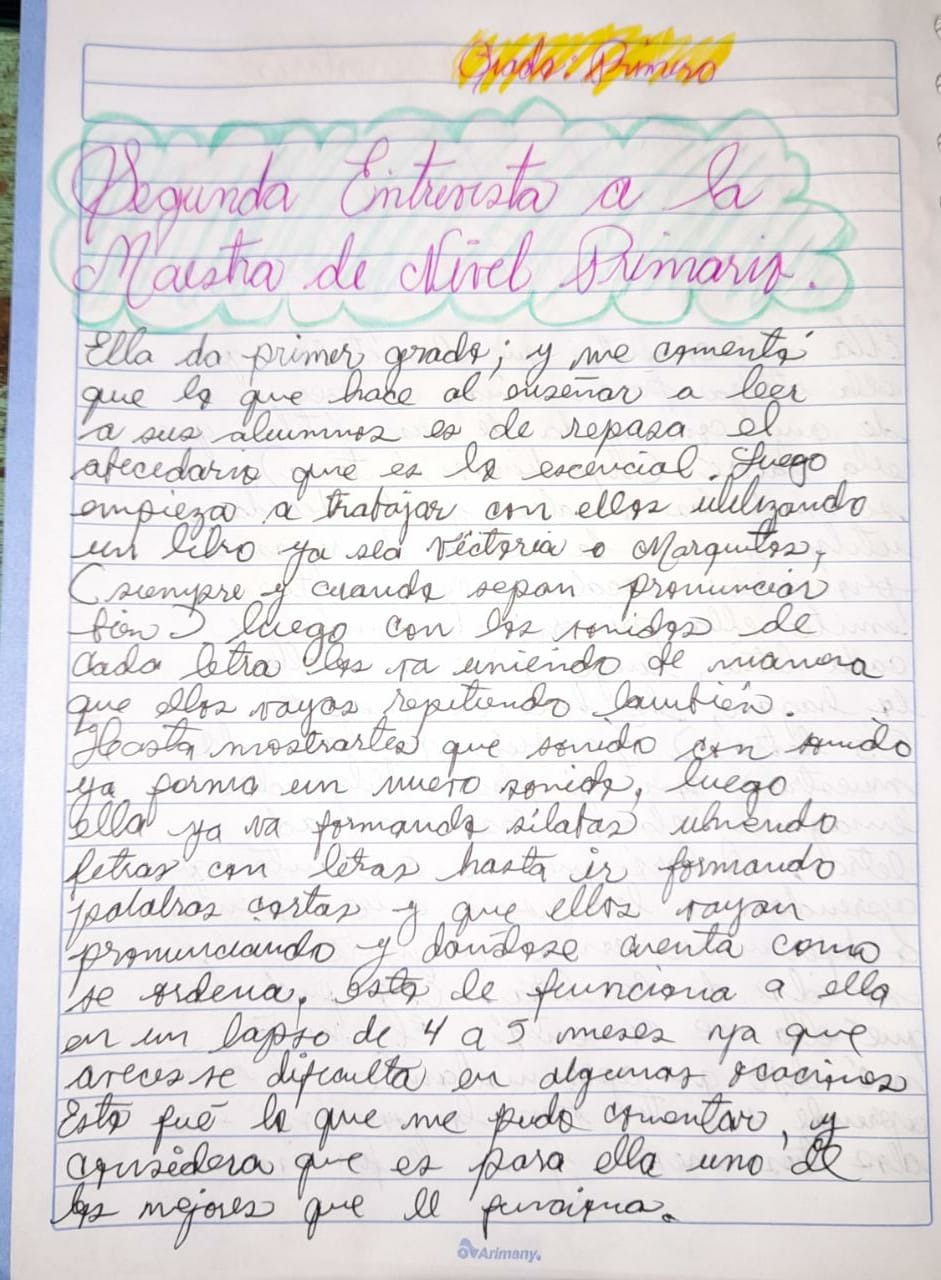 Grado: Primero
Segunda Entrevista a la
Maestra de Nivel Primario.
Ella da primer grado; y me comentó
que lo que hace al enseñar a leer
a sus alumnos es de repasa el
abecedario que es lo escencial. Luego
empieza a trabajar con ellos utilizando
un libro ya sea Victoria o Marquitos,
(siempre y cuando sepan pronunciar
bien) luego con los sonidos de
cada letra los va uniendo de manera
que ellos vayas repitiendo también.
Hasta mostrarles que sonido con sonido
ya forma un nuevo sonido, luego
ella ya va formando silabas uniendo
letras con letras hasta ir formando
palabras cortas y que ellos vayan
pronunciando y dandose cuenta como
se ordena, esto le funciona a ella
en un lapso de 4 a 5 meses ya que
aveces se dificulta en algunas ocaciones
Esto fué lo que me pudo comentar, y
considera que es para ella uno de
los mejores que le funciona.
Arimany.